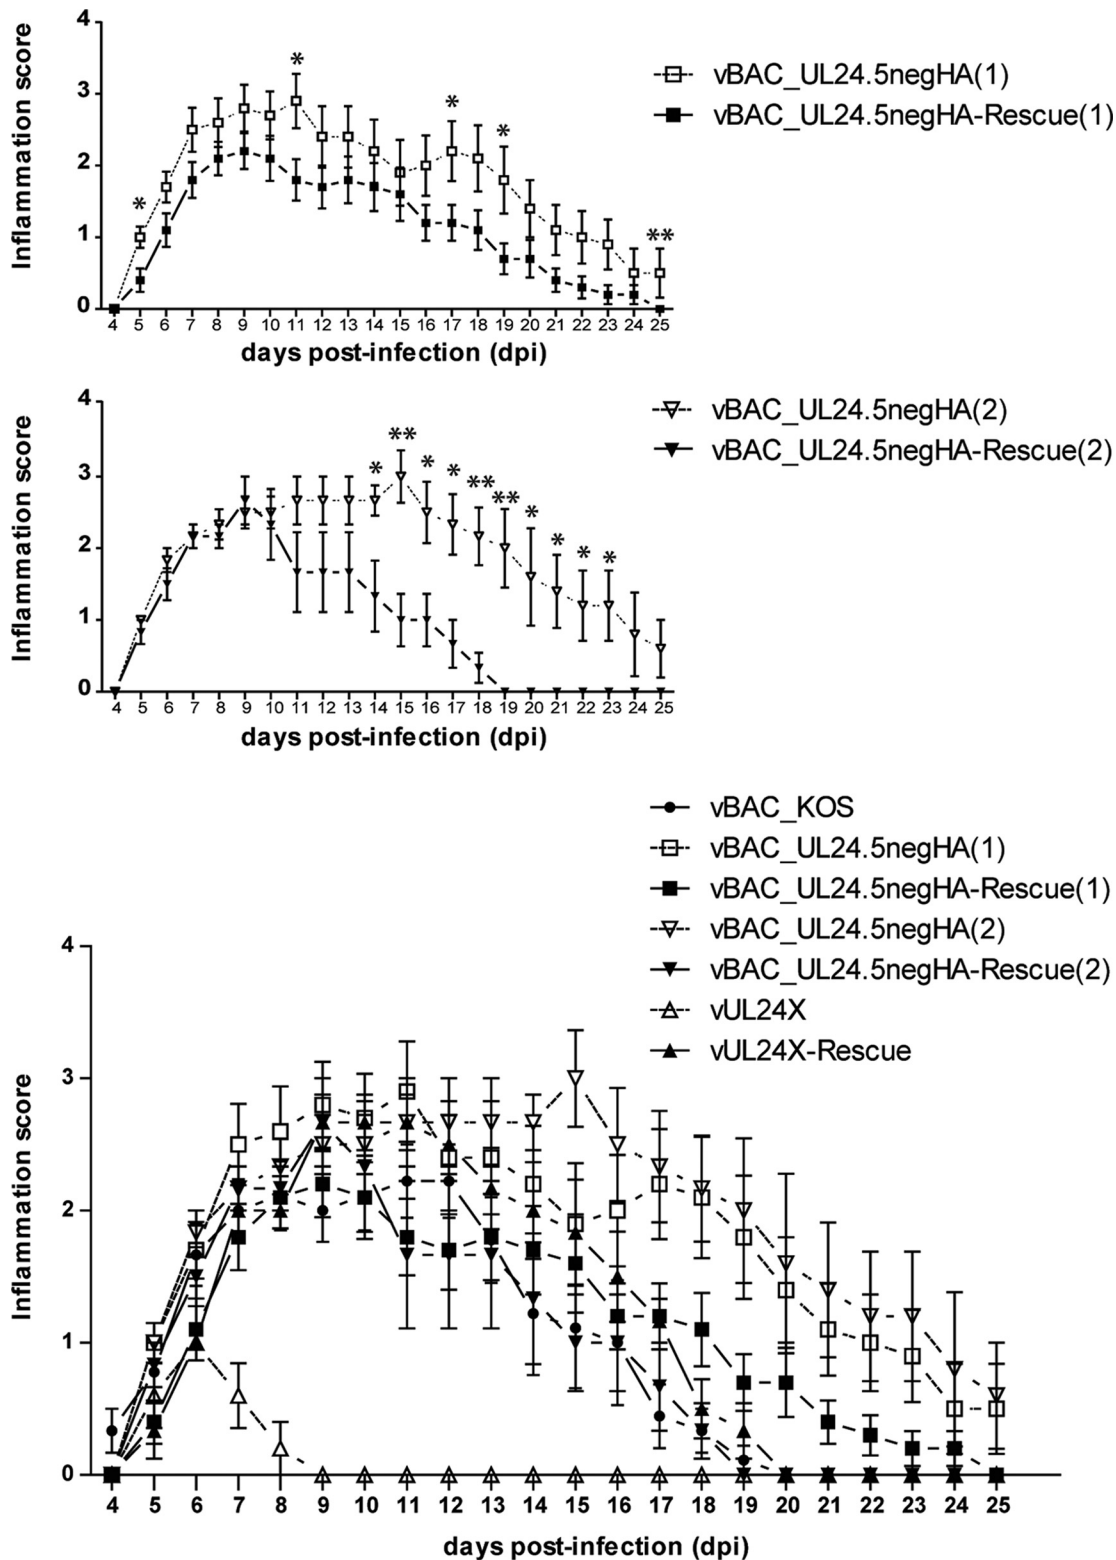 4
*
*
*
*
**
3
2
1
0
Inflammation score
4 5 6 7 8 9 10 11 12 13 14 15 16 17 18 19 20 21 22 23 24 25
days post-infection (dpi)
vBAC_UL24.5negHA(1)
vBAC_UL24.5negHA-Rescue(1)
4
*
**
*
*
**
**
*
*
*
*
3
2
1
0
Inflammation score
4 5 6 7 8 9 10 11 12 13 14 15 16 17 18 19 20 21 22 23 24 25
days post-infection (dpi)
vBAC_UL24.5negHA(2)
vBAC_UL24.5negHA-Rescue(2)
vBAC_KOS
vBAC_UL24.5negHA(1)
vBAC_UL24.5negHA-Rescue(1)
vBAC_UL24.5negHA(2)
vBAC_UL24.5negHA-Rescue(2)
vUL24X
vUL24X-Rescue
4
3
2
1
0
Inflammation score
4 5 6 7 8 9 10 11 12 13 14 15 16 17 18 19 20 21 22 23 24 25
days post-infection (dpi)